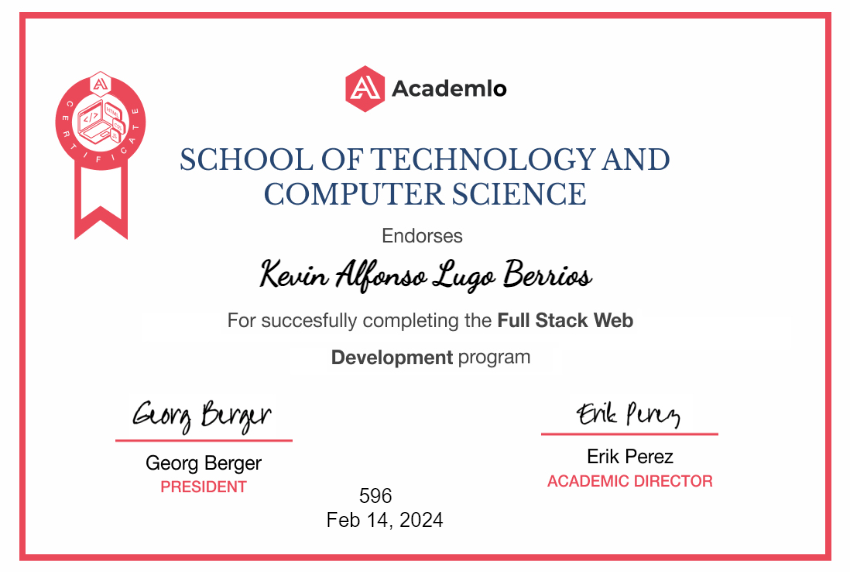 Academlo
CERTIFICATE
</>
SCHOOL OF TECHNOLOGY AND
COMPUTER SCIENCE
Endorses
Kevin Alfonso Lugo Berrios
For succesfully completing the Full Stack Web
Development program
Georg Berger
Erik Perez
Georg Berger
Erik Perez
PRESIDENT
ACADEMIC DIRECTOR
596
Feb 14, 2024